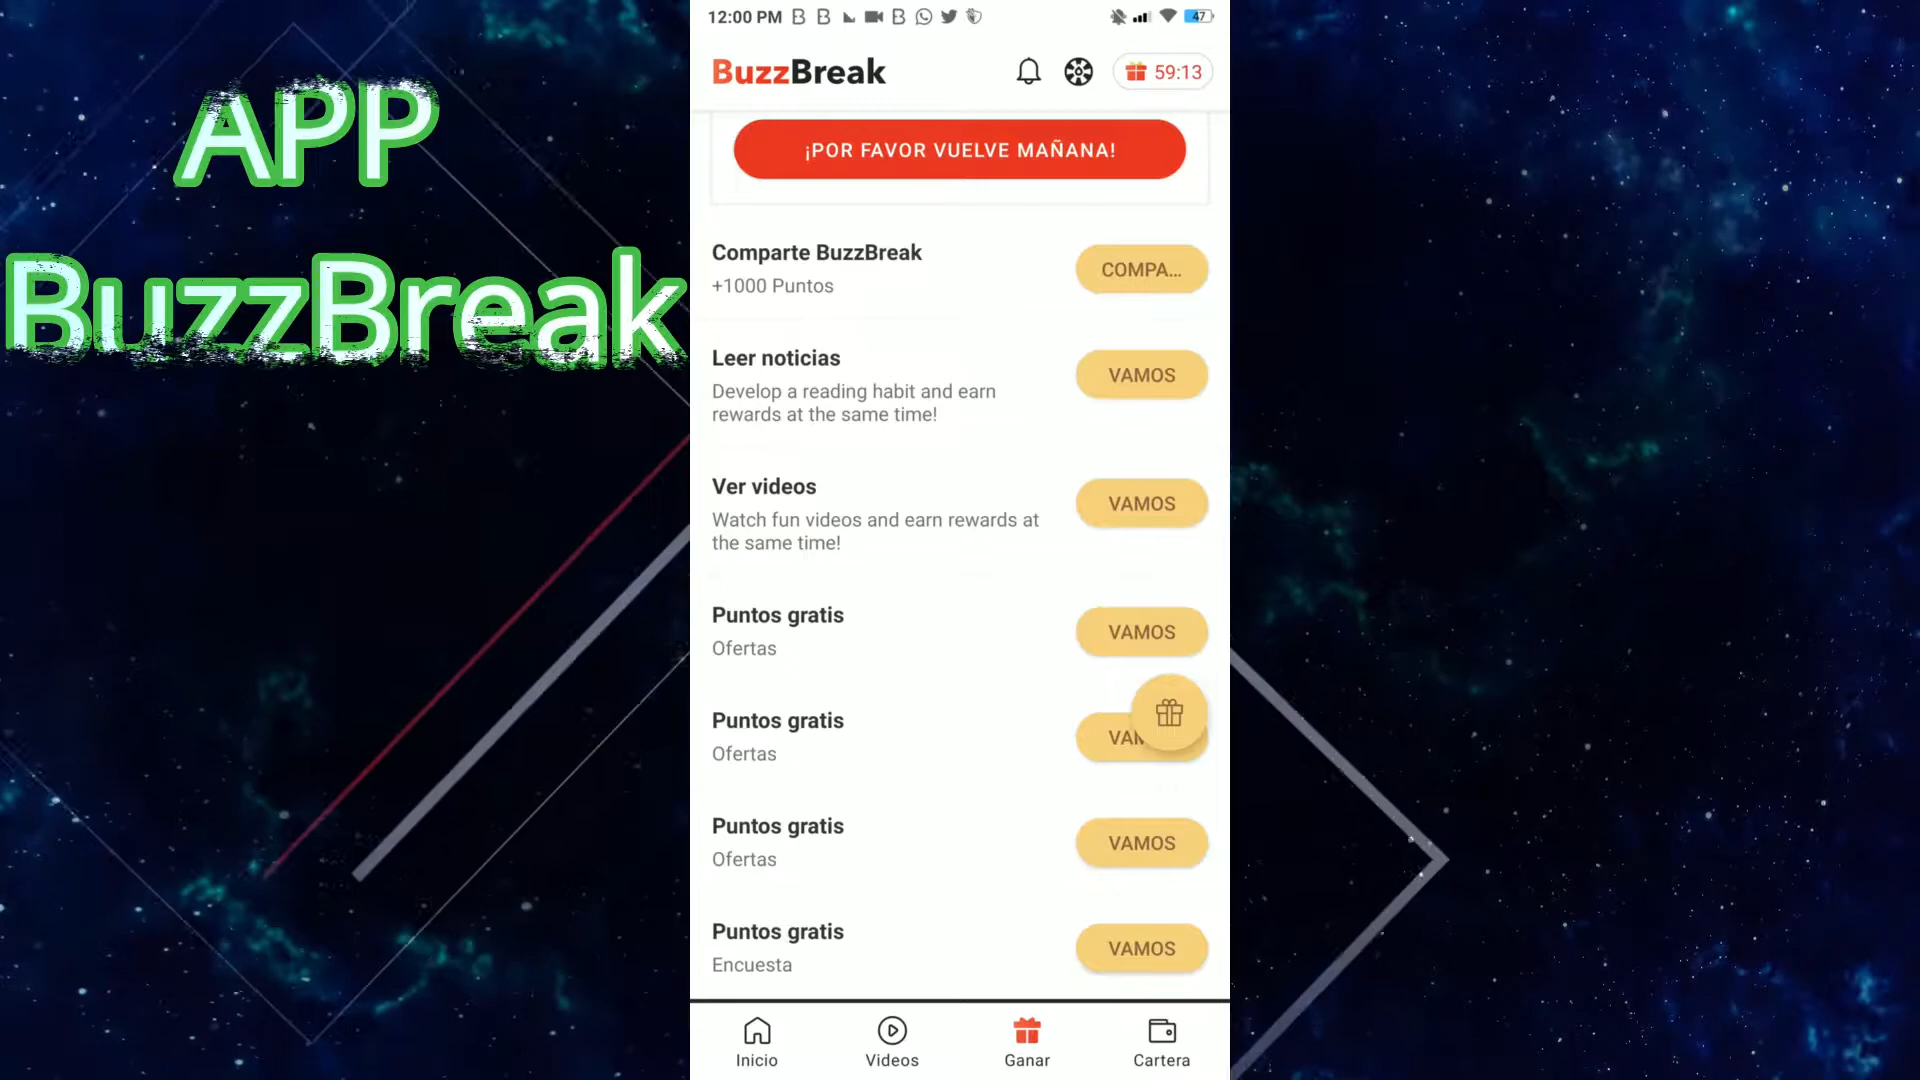 APP
BuzzBreak
12:00 PM
47
BuzzBreak
59:13
¡POR FAVOR VUELVE MAÑANA!
Comparte BuzzBreak
+1000 Puntos
COMPA...
Leer noticias
Develop a reading habit and earn
rewards at the same time!
VAMOS
Ver videos
Watch fun videos and earn rewards at
the same time!
VAMOS
Puntos gratis
Ofertas
VAMOS
Puntos gratis
Ofertas
Puntos gratis
Ofertas
VAMOS
Puntos gratis
Encuesta
VAMOS
Inicio
Videos
Ganar
Cartera